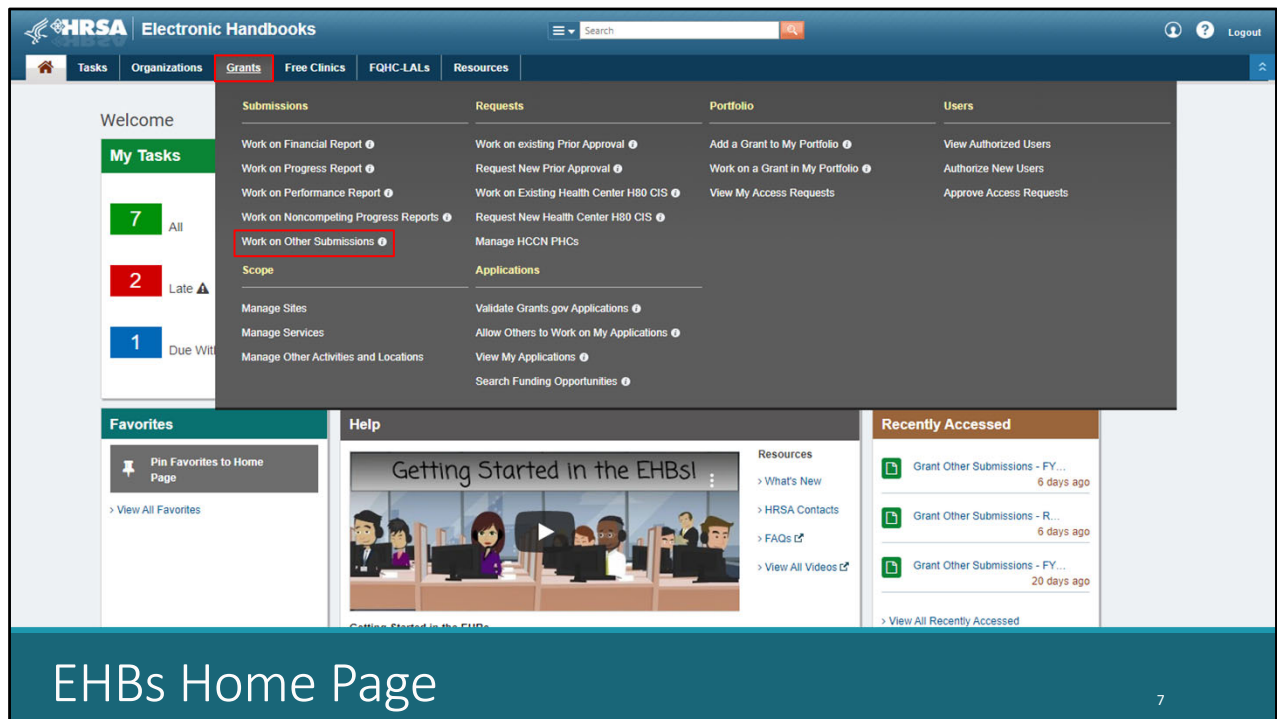 HRSA Electronic Handbooks
Search
Logout
Tasks Organizations Grants Free Clinics FQHC-LALs Resources
Welcome
My Tasks
7 All
2 Late
1 Due Wit
Submissions
Work on Financial Report
Work on Progress Report
Work on Performance Report
Work on Noncompeting Progress Reports
Work on Other Submissions
Scope
Manage Sites
Manage Services
Manage Other Activities and Locations
Requests
Work on existing Prior Approval
Request New Prior Approval
Work on Existing Health Center H80 CIS
Request New Health Center H80 CIS
Manage HCCN PHCs
Applications
Validate Grants.gov Applications
Allow Others to Work on My Applications
View My Applications
Search Funding Opportunities
Portfolio
Add a Grant to My Portfolio
Work on a Grant in My Portfolio
View My Access Requests
Users
View Authorized Users
Authorize New Users
Approve Access Requests
Favorites
Pin Favorites to Home
Page
> View All Favorites
Help
Getting Started in the EHBs!
Getting Started in the EHBs
Resources
> What's New
> HRSA Contacts
> FAQs
> View All Videos
Recently Accessed
Grant Other Submissions - FY...
6 days ago
Grant Other Submissions - R...
6 days ago
Grant Other Submissions - FY...
20 days ago
> View All Recently Accessed
EHBs Home Page
7